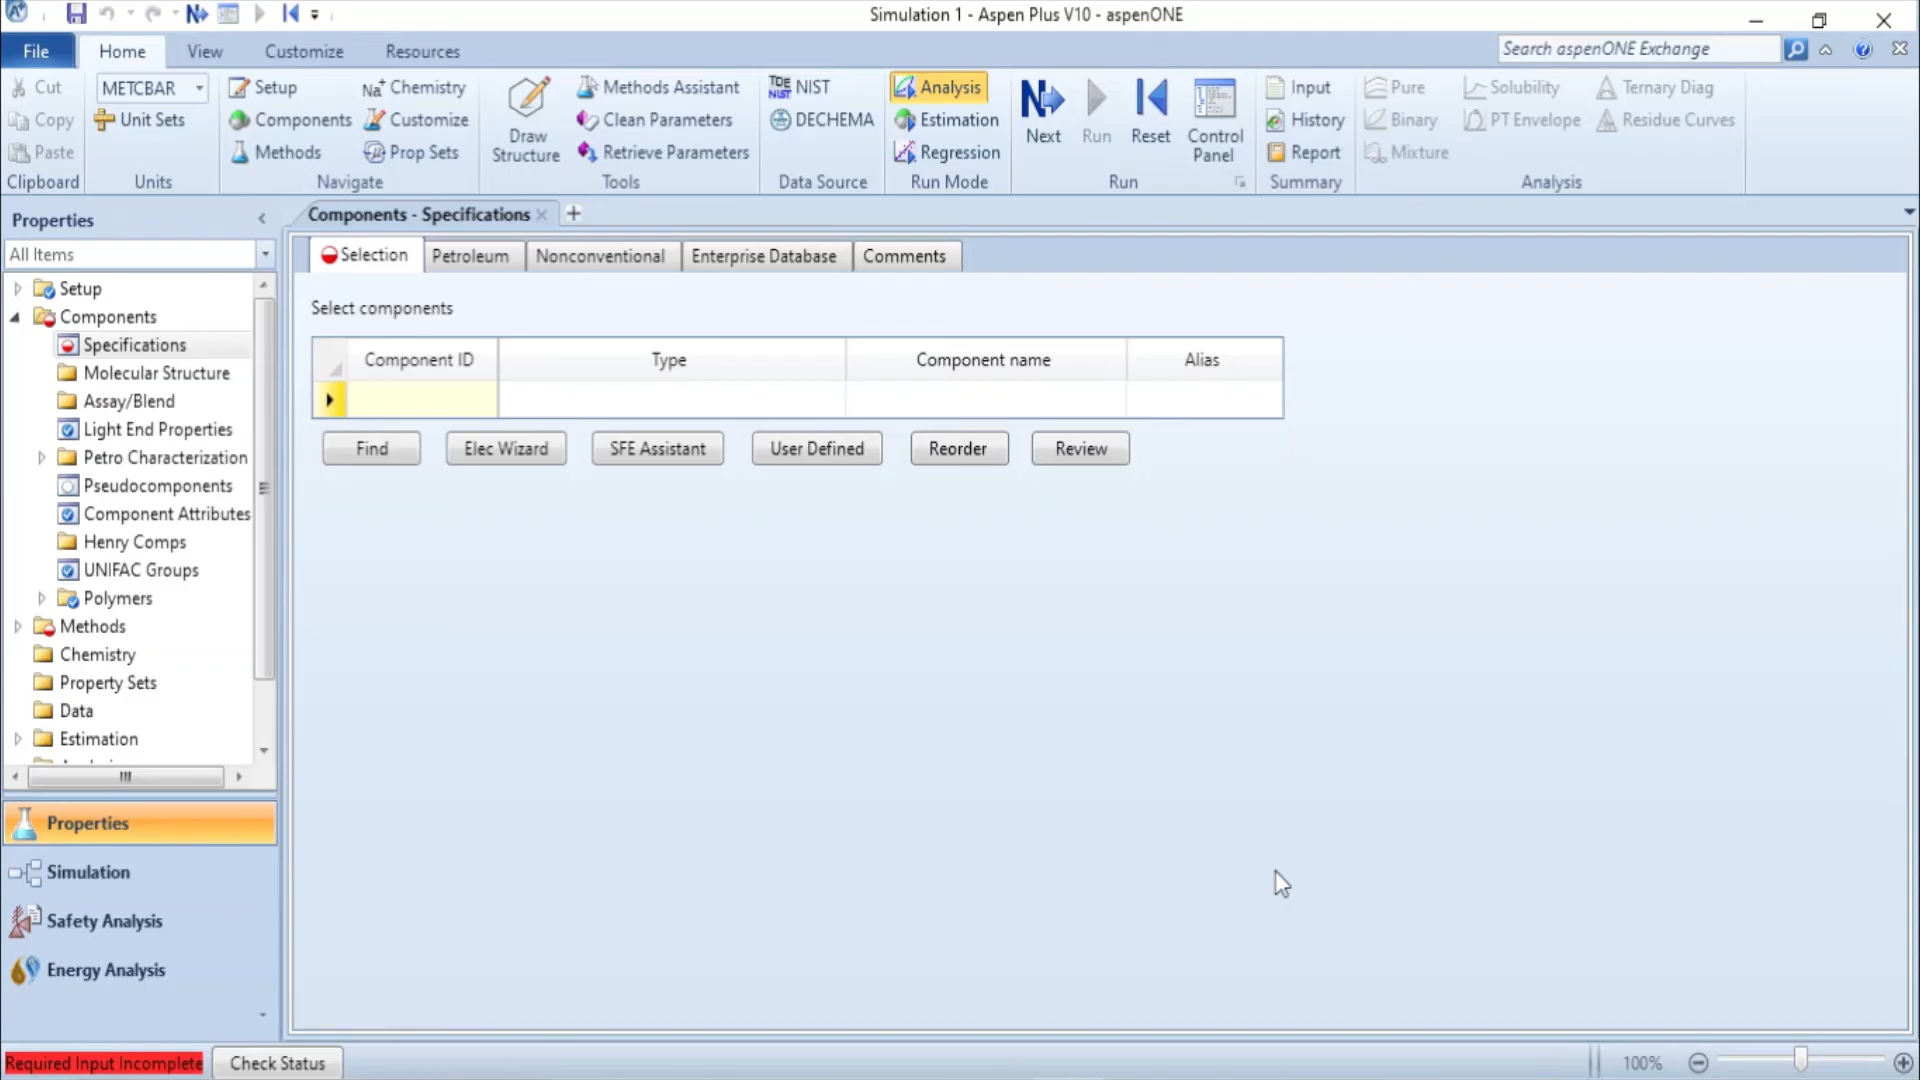 Simulation 1 - Aspen Plus V10 - aspenONE
File Home View Customize Resources Search aspenONE Exchange
Cut METCBAR Setup Na+ Chemistry Methods Assistant NIST Analysis Input Pure Solubility Ternary Diag
Copy Unit Sets Components Customize Clean Parameters DECHEMA Estimation History Binary PT Envelope Residue Curves
Paste Methods Prop Sets Draw Structure Retrieve Parameters Regression Next Run Reset Control Panel Report Mixture
Clipboard Units Navigate Tools Data Source Run Mode Run Summary Analysis
Properties
All Items
Setup
Components
Specifications
Molecular Structure
Assay/Blend
Light End Properties
Petro Characterization
Pseudocomponents
Component Attributes
Henry Comps
UNIFAC Groups
Polymers
Methods
Chemistry
Property Sets
Data
Estimation
Properties
Simulation
Safety Analysis
Energy Analysis
Components - Specifications
Selection Petroleum Nonconventional Enterprise Database Comments
Select components
Component ID Type Component name Alias
Find Elec Wizard SFE Assistant User Defined Reorder Review
Required Input Incomplete Check Status 100%